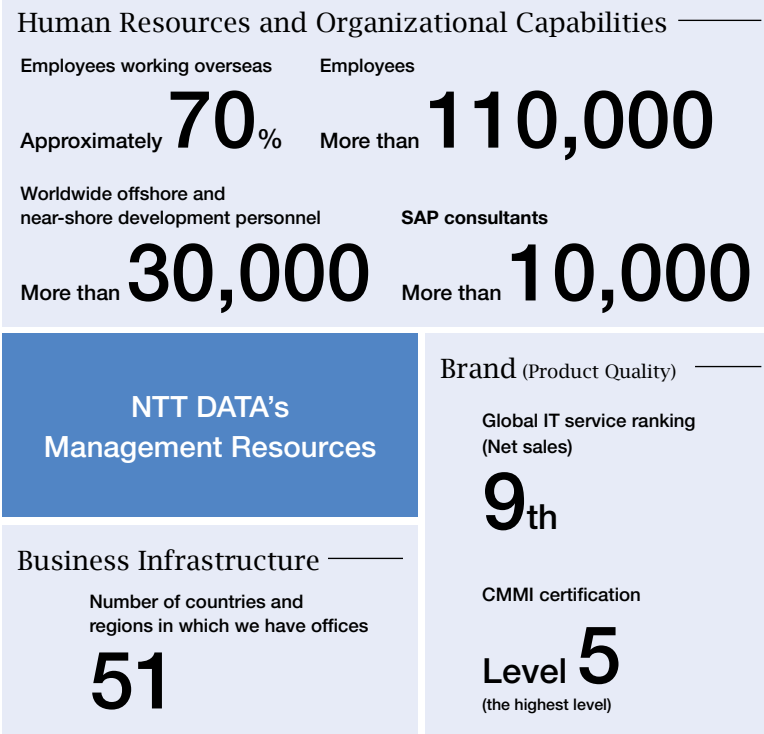 Human Resources and Organizational Capabilities
Employees working overseas
Approximately 70%
Employees
More than 110,000
Worldwide offshore and
near-shore development personnel
More than 30,000
SAP consultants
More than 10,000
NTT DATA's
Management Resources
Brand (Product Quality)
Global IT service ranking
(Net sales)
9th
CMMI certification
Level 5
(the highest level)
Business Infrastructure
Number of countries and
regions in which we have offices
51